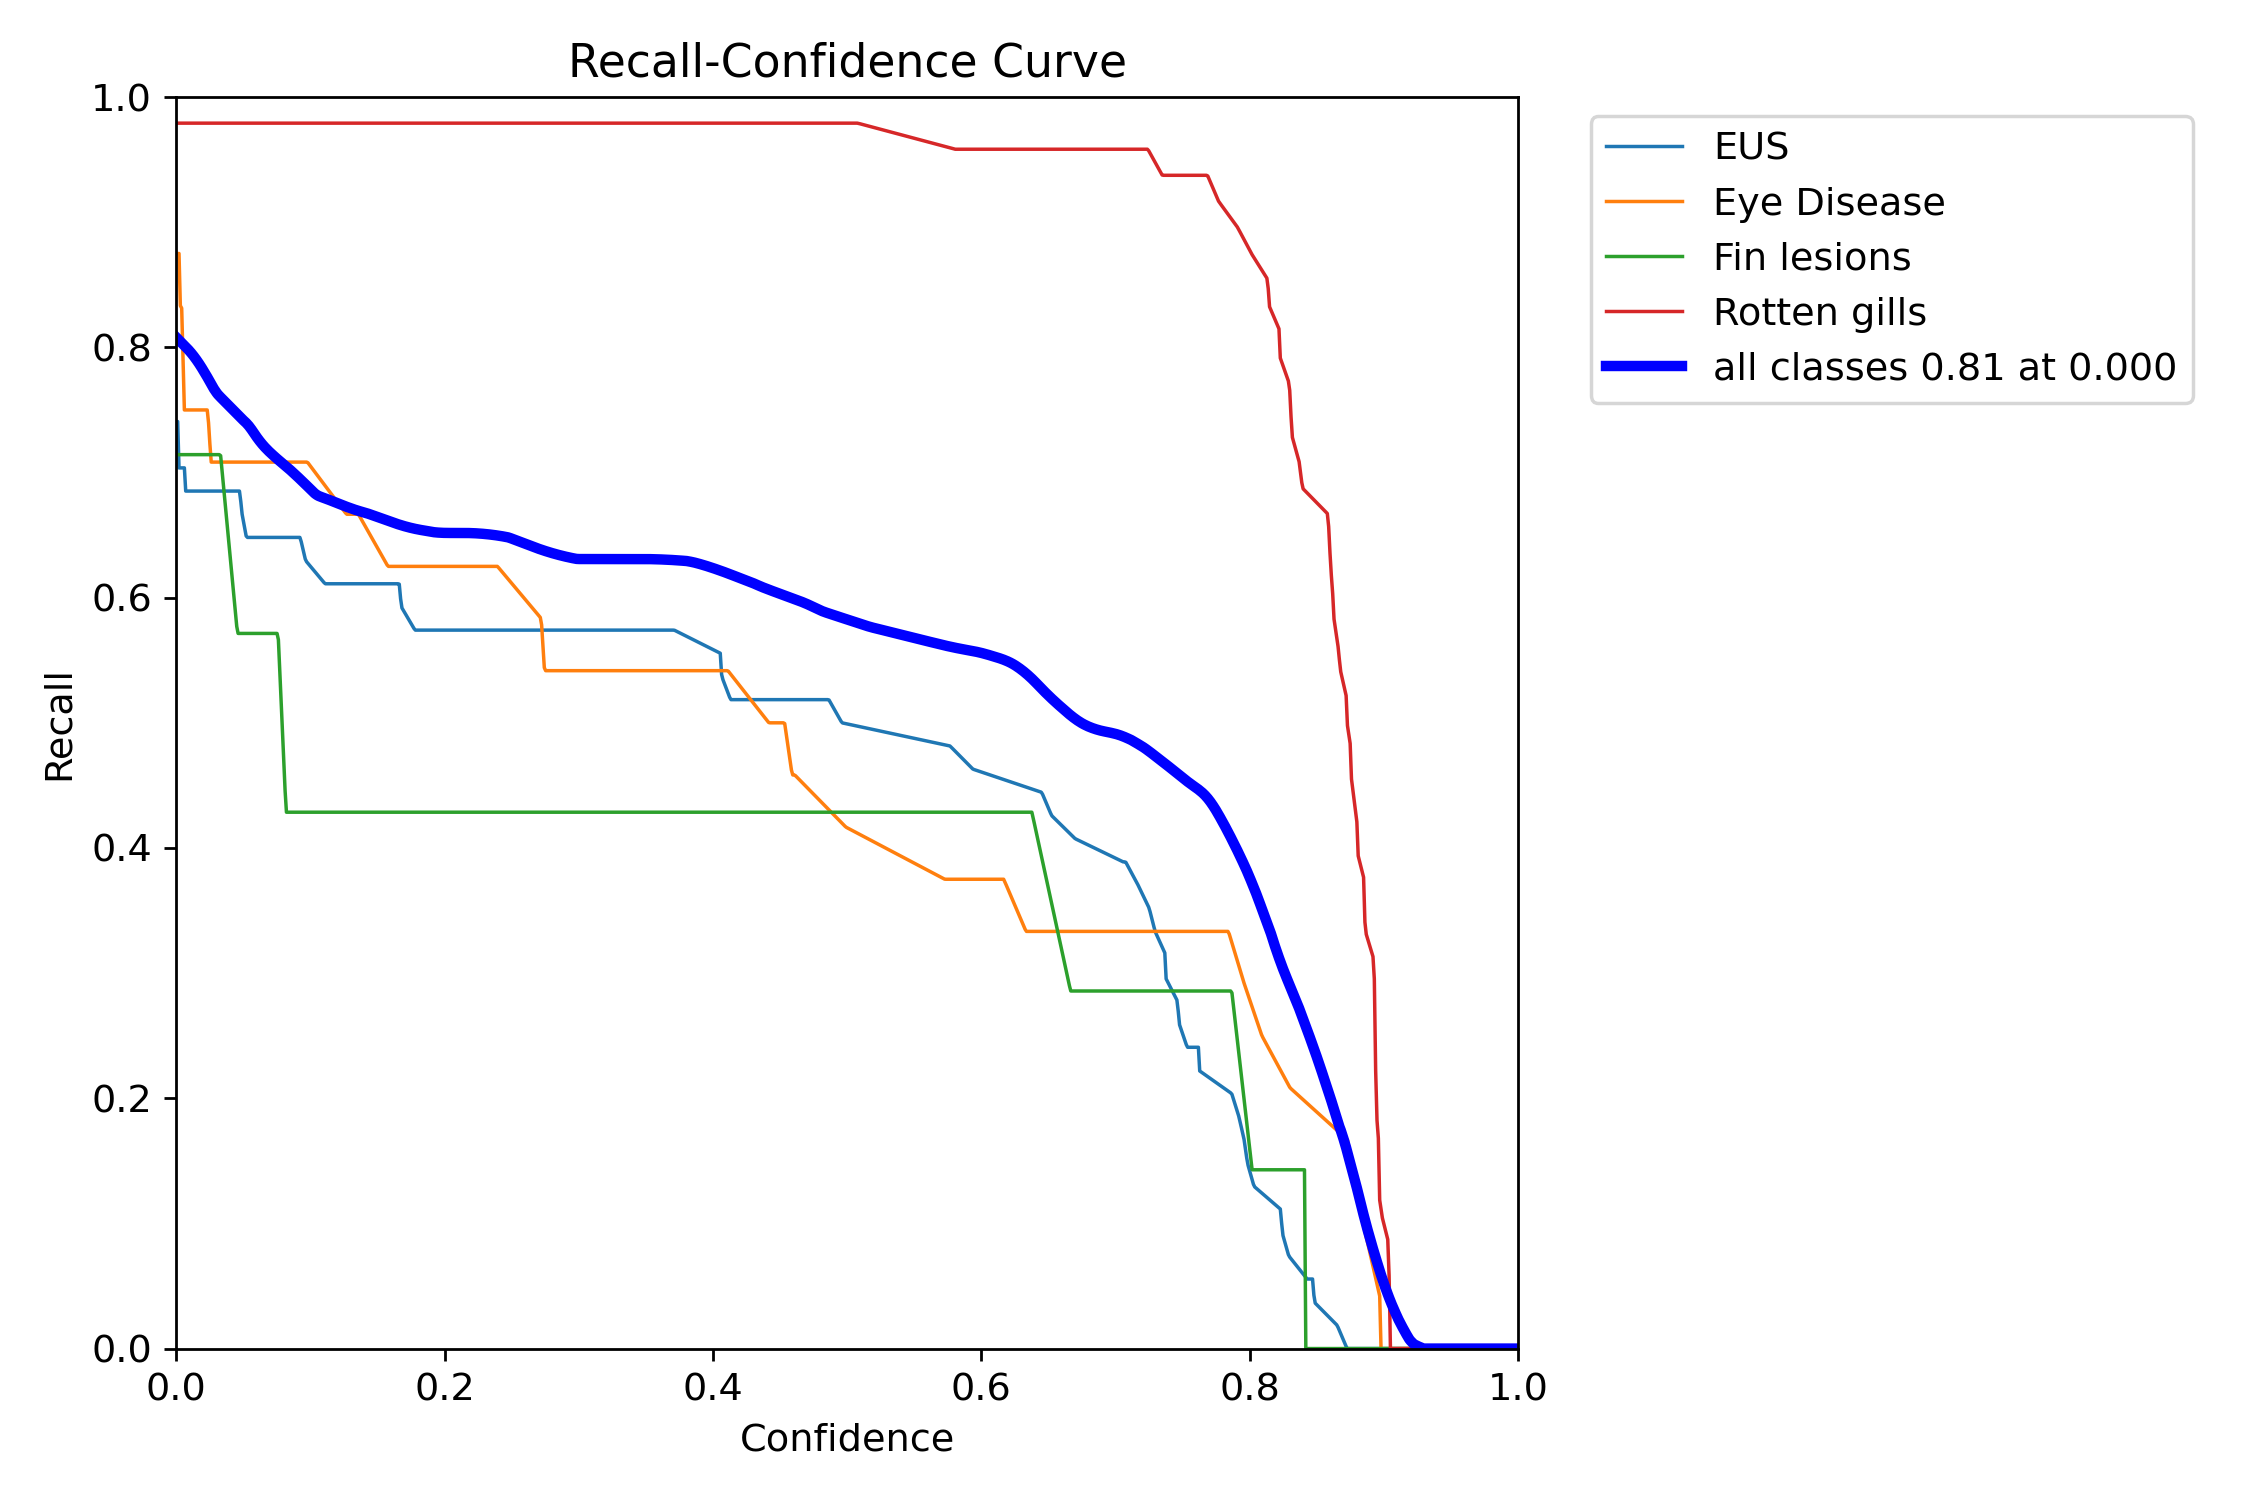 Recall-Confidence Curve
1.0
0.8
0.6
0.4
0.2
0.0
Recall
0.0 0.2 0.4 0.6 0.8 1.0
Confidence
EUS
Eye Disease
Fin lesions
Rotten gills
all classes 0.81 at 0.000